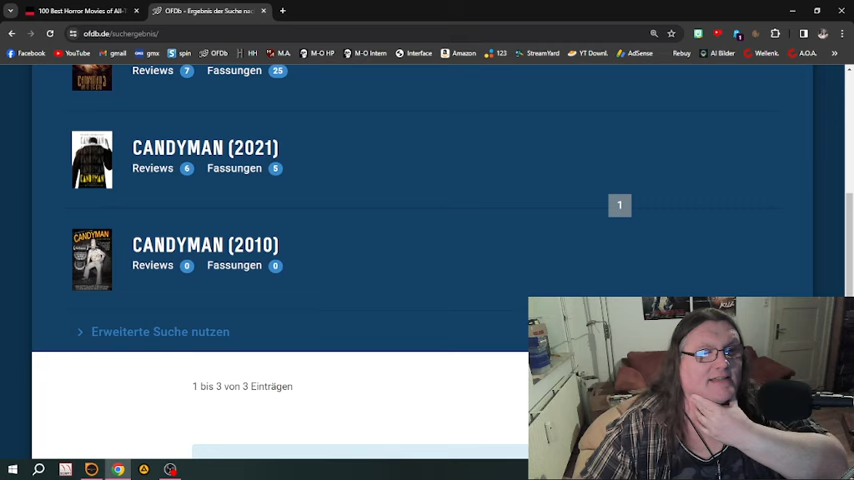 100 Best Horror Movies of All-T
OFDb - Ergebnis der Suche nac
ofdb.de/suchergebnis/
Facebook YouTube gmail gmx spin OFDb HH M.A. M-O HP M-O Intern Interface Amazon 123 StreamYard YT Downl. AdSense Rebuy AI Bilder Wellenk. A.O.A.
Reviews 7 Fassungen 25
CANDYMAN (2021)
Reviews 6 Fassungen 5
1
CANDYMAN
CANDYMAN (2010)
Reviews 0 Fassungen 0
Erweiterte Suche nutzen
1 bis 3 von 3 Einträgen